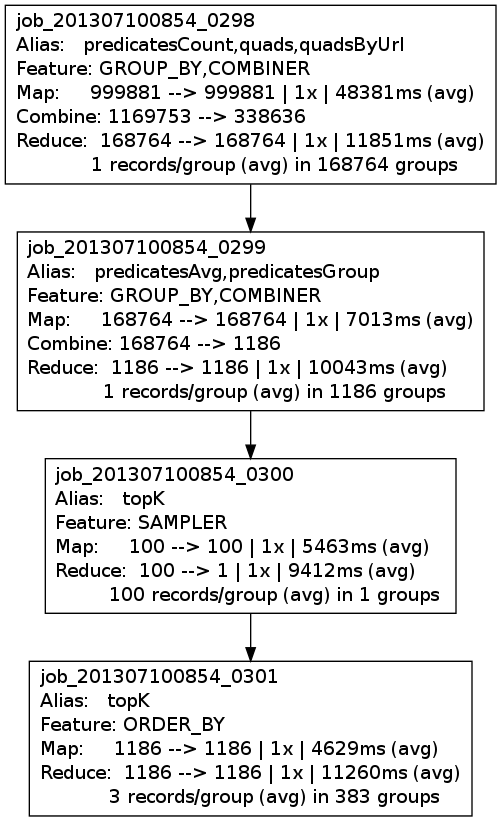 job_201307100854_0298
Alias: predicatesCount,quads,quadsByUrl
Feature: GROUP_BY,COMBINER
Map: 999881 --> 999881 | 1x | 48381ms (avg)
Combine: 1169753 --> 338636
Reduce: 168764 --> 168764 | 1x | 11851ms (avg)
1 records/group (avg) in 168764 groups
job_201307100854_0299
Alias: predicatesAvg,predicatesGroup
Feature: GROUP_BY,COMBINER
Map: 168764 --> 168764 | 1x | 7013ms (avg)
Combine: 168764 --> 1186
Reduce: 1186 --> 1186 | 1x | 10043ms (avg)
1 records/group (avg) in 1186 groups
job_201307100854_0300
Alias: topK
Feature: SAMPLER
Map: 100 --> 100 | 1x | 5463ms (avg)
Reduce: 100 --> 1 | 1x | 9412ms (avg)
100 records/group (avg) in 1 groups
job_201307100854_0301
Alias: topK
Feature: ORDER_BY
Map: 1186 --> 1186 | 1x | 4629ms (avg)
Reduce: 1186 --> 1186 | 1x | 11260ms (avg)
3 records/group (avg) in 383 groups